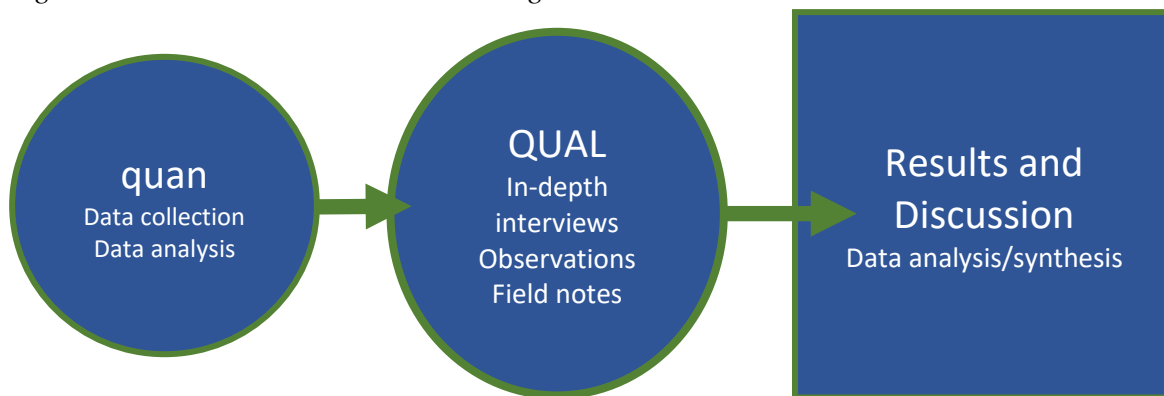 quan
Data collection
Data analysis
QUAL
In-depth
interviews
Observations
Field notes
Results and
Discussion
Data analysis/synthesis